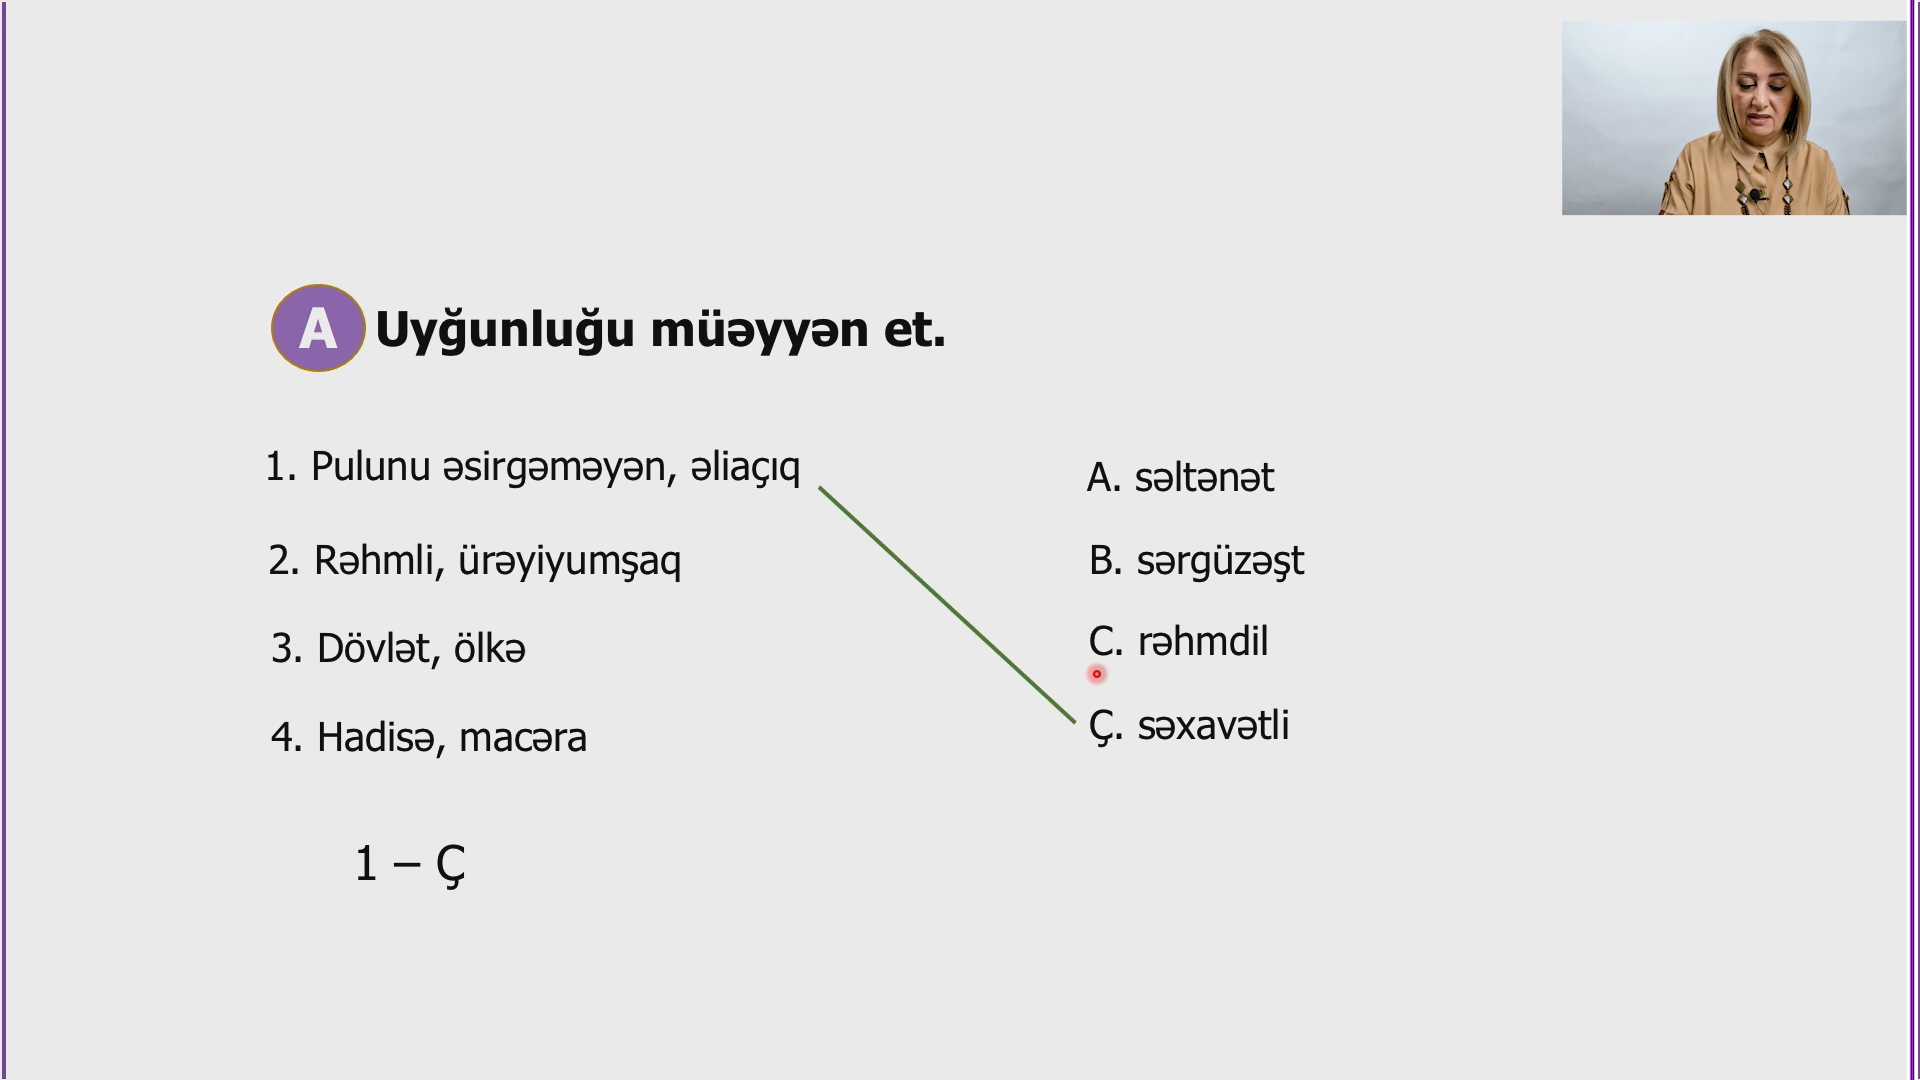 A Uyğunluğu müəyyən et.
1. Pulunu əsirgəməyən, əliaçıq
2. Rəhmli, ürəyiyumşaq
3. Dövlət, ölkə
4. Hadisə, macəra
A. səltənət
B. sərgüzəşt
C. rəhmdil
Ç. səxavətli
1 – Ç